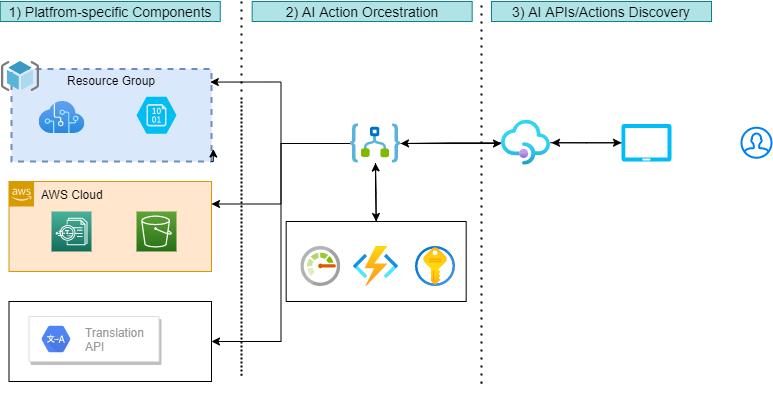 1) Platfrom-specific Components
2) AI Action Orcestration
3) AI APIs/Actions Discovery
Resource Group
10
01
aws
AWS Cloud
文-A
Translation
API